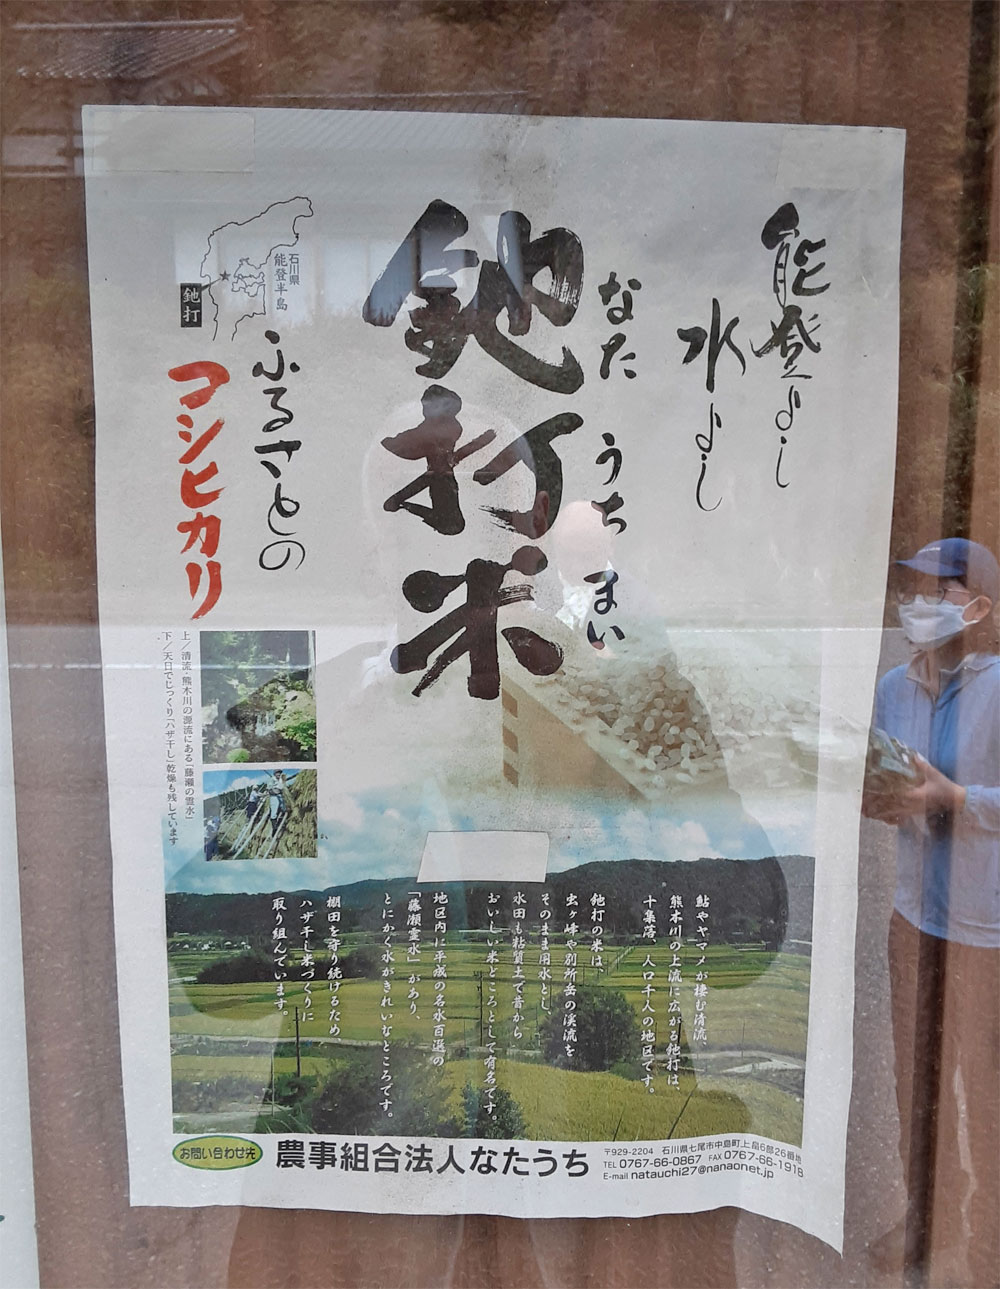 能登よし
水よし
なたうちまい
鉈打米
石川県
能登半島
鉈打
ふるさとの
コシヒカリ
上／清流・熊木川の源流にある「藤瀬の霊水」
下／天日でじっくり「ハザ干し」乾燥も残しています
鮎やヤマメが棲む清流、
熊木川の上流に広がる鉈打は、
十集落、人口千人の地区です。
鉈打の米は、
虫ヶ峰や別所岳の渓流を
そのまま用水とし、
水田も粘質土で昔から
おいしい米どころとして有名です。
地区内に平成の名水百選の
「藤瀬霊水」があり、
とにかく水がきれいなところです。
棚田を守り続けるため、
ハザ干し米づくりに
取り組んでいます。
お問い合わせ先
農事組合法人なたうち
〒929-2204 石川県七尾市中島町上畠6部26番地
TEL 0767-66-0867 FAX 0767-66-1918
E-mail natauchi27@nanaonet.jp